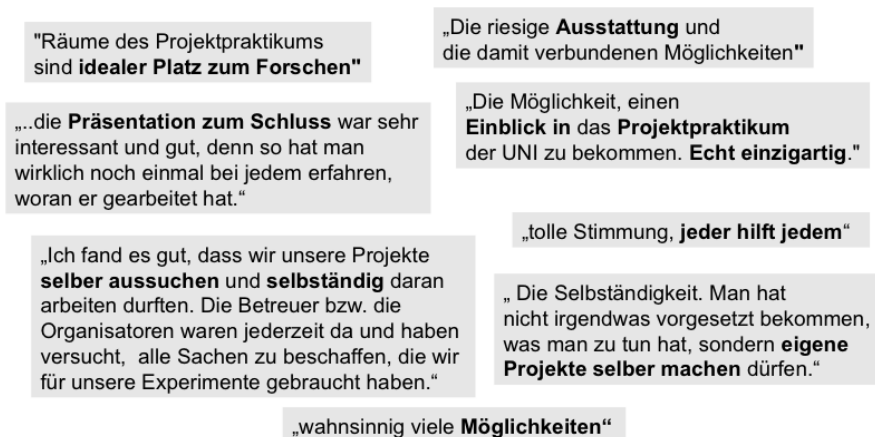 "Räume des Projektpraktikums
sind idealer Platz zum Forschen"
„Die riesige Ausstattung und
die damit verbundenen Möglichkeiten"
„..die Präsentation zum Schluss war sehr
interessant und gut, denn so hat man
wirklich noch einmal bei jedem erfahren,
woran er gearbeitet hat.“
„Die Möglichkeit, einen
Einblick in das Projektpraktikum
der UNI zu bekommen. Echt einzigartig."
„tolle Stimmung, jeder hilft jedem“
„Ich fand es gut, dass wir unsere Projekte
selber aussuchen und selbständig daran
arbeiten durften. Die Betreuer bzw. die
Organisatoren waren jederzeit da und haben
versucht,  alle Sachen zu beschaffen, die wir
für unsere Experimente gebraucht haben.“
„ Die Selbständigkeit. Man hat
nicht irgendwas vorgesetzt bekommen,
was man zu tun hat, sondern eigene
Projekte selber machen dürfen.“
„wahnsinnig viele Möglichkeiten“